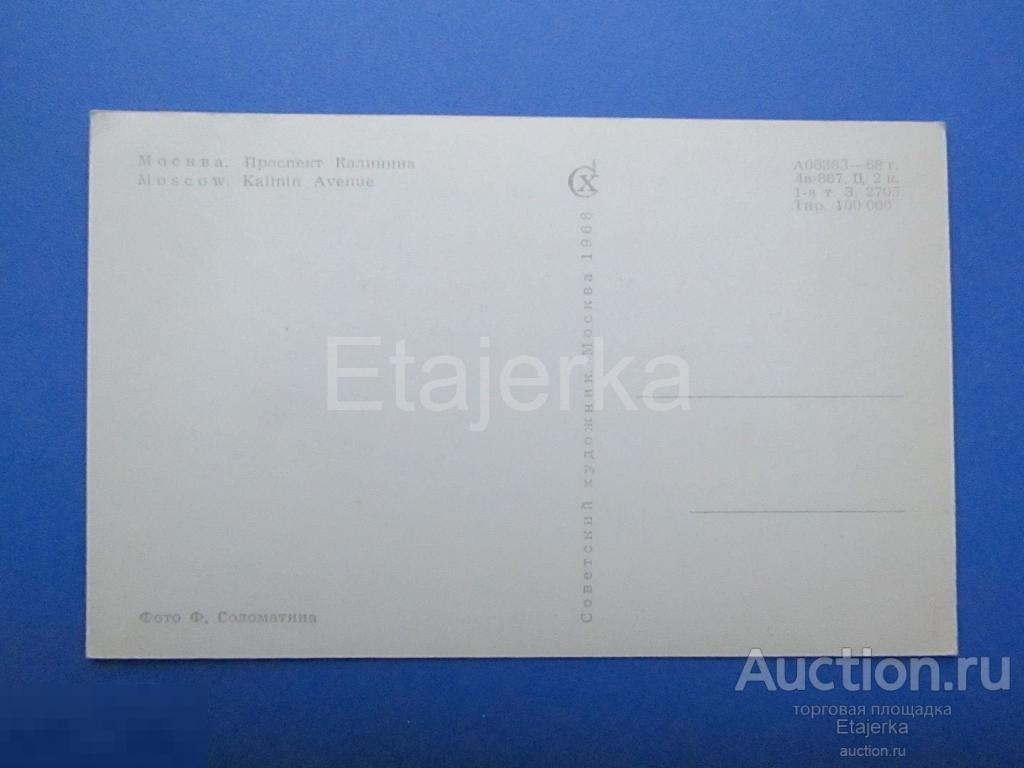 Москва. Проспект Калинина
Moscow. Kalinin Avenue
Фото Ф. Соломатина
Советский художник Москва 1968
СХ
А06383—68 г.
4в-887. Ц. 2 к.
1-я т. З. 2705
Тир. 100 000
Etajerka
Auction.ru
торговая площадка
Etajerka
auction.ru